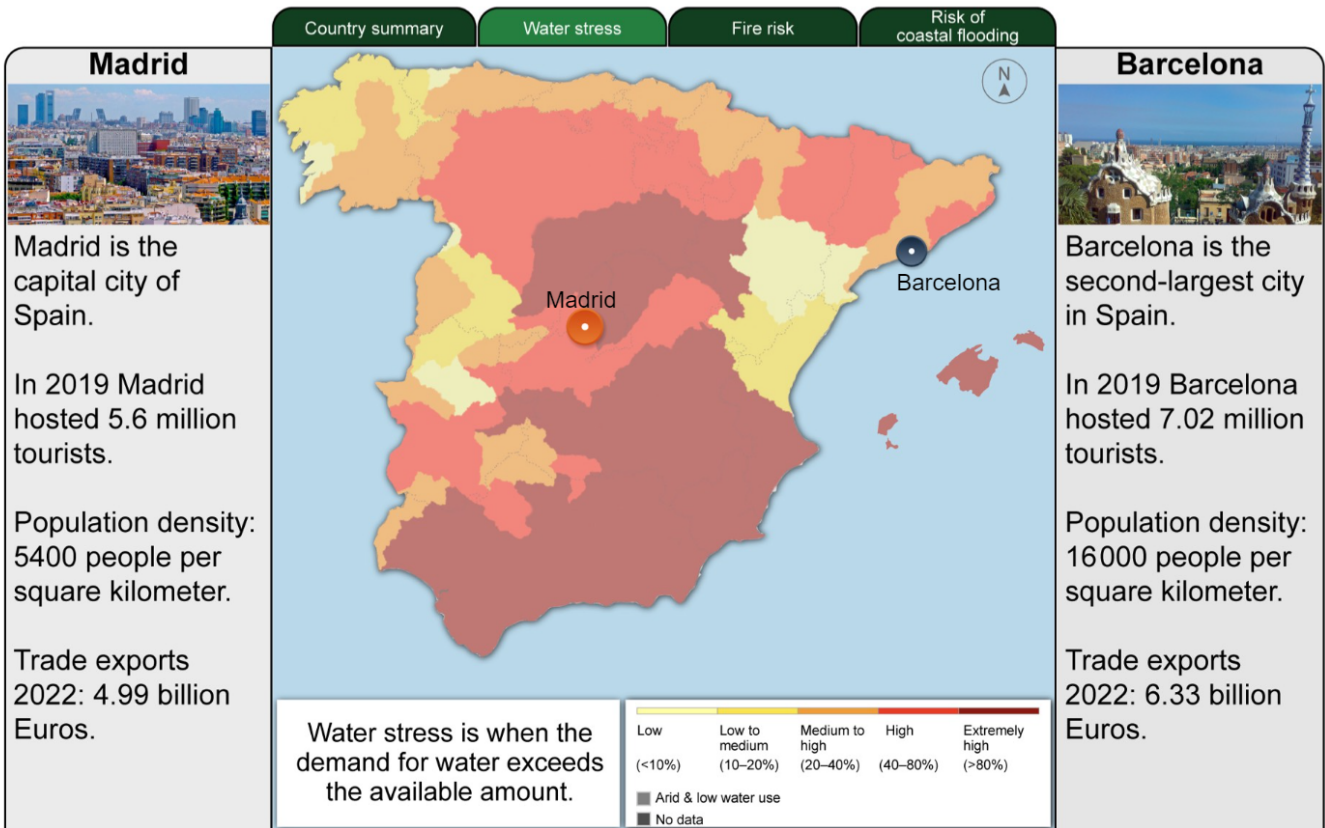 Country summary
Water stress
Fire risk
Risk of
coastal flooding
Madrid
Madrid is the
capital city of
Spain.
In 2019 Madrid
hosted 5.6 million
tourists.
Population density:
5400 people per
square kilometer.
Trade exports
2022: 4.99 billion
Euros.
N
Madrid
Barcelona
Water stress is when the
demand for water exceeds
the available amount.
Low
(<10%)
Low to
medium
(10–20%)
Medium to
high
(20–40%)
High
(40–80%)
Extremely
high
(>80%)
Arid & low water use
No data
Barcelona
Barcelona is the
second-largest city
in Spain.
In 2019 Barcelona
hosted 7.02 million
tourists.
Population density:
16 000 people per
square kilometer.
Trade exports
2022: 6.33 billion
Euros.